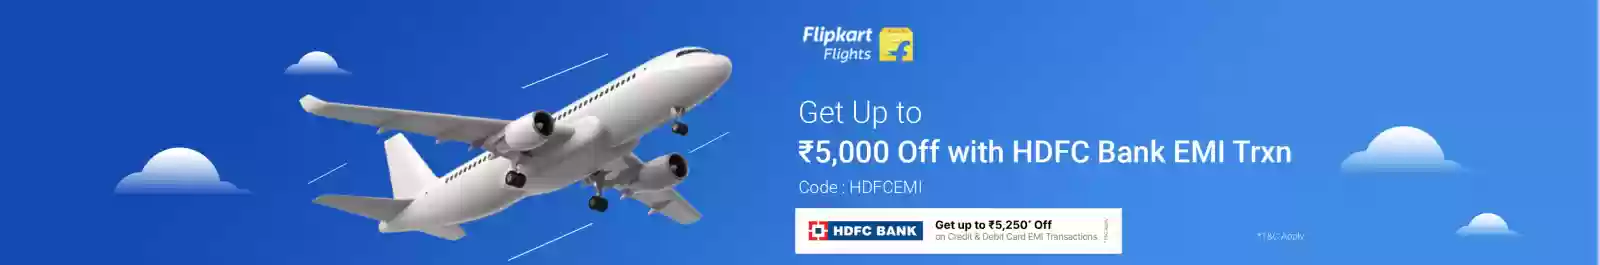 Flipkart
Flights
Get Up to
₹5,000 Off with HDFC Bank EMI Trxn
Code : HDFCEMI
HDFC BANK
Get up to ₹5,250* Off
on Credit & Debit Card EMI Transactions
*T&C Apply